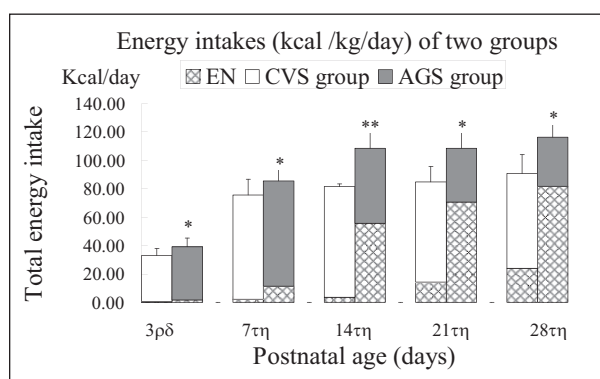 Energy intakes (kcal /kg/day) of two groups
Kcal/day
EN CVS group AGS group
140.00
120.00
100.00
80.00
60.00
40.00
20.00
0.00
Total energy intake
* * ** * *
3ρδ 7τη 14τη 21τη 28τη
Postnatal age (days)